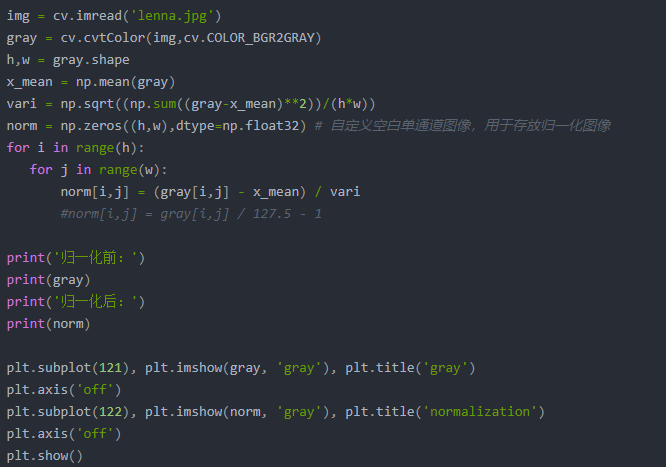 img = cv.imread('lenna.jpg')
gray = cv.cvtColor(img,cv.COLOR_BGR2GRAY)
h,w = gray.shape
x_mean = np.mean(gray)
vari = np.sqrt((np.sum((gray-x_mean)**2))/(h*w))
norm = np.zeros((h,w),dtype=np.float32) # 自定义空白单通道图像，用于存放归一化图像
for i in range(h):
   for j in range(w):
       norm[i,j] = (gray[i,j] - x_mean) / vari
       #norm[i,j] = gray[i,j] / 127.5 - 1
print('归一化前：')
print(gray)
print('归一化后：')
print(norm)
plt.subplot(121), plt.imshow(gray, 'gray'), plt.title('gray')
plt.axis('off')
plt.subplot(122), plt.imshow(norm, 'gray'), plt.title('normalization')
plt.axis('off')
plt.show()